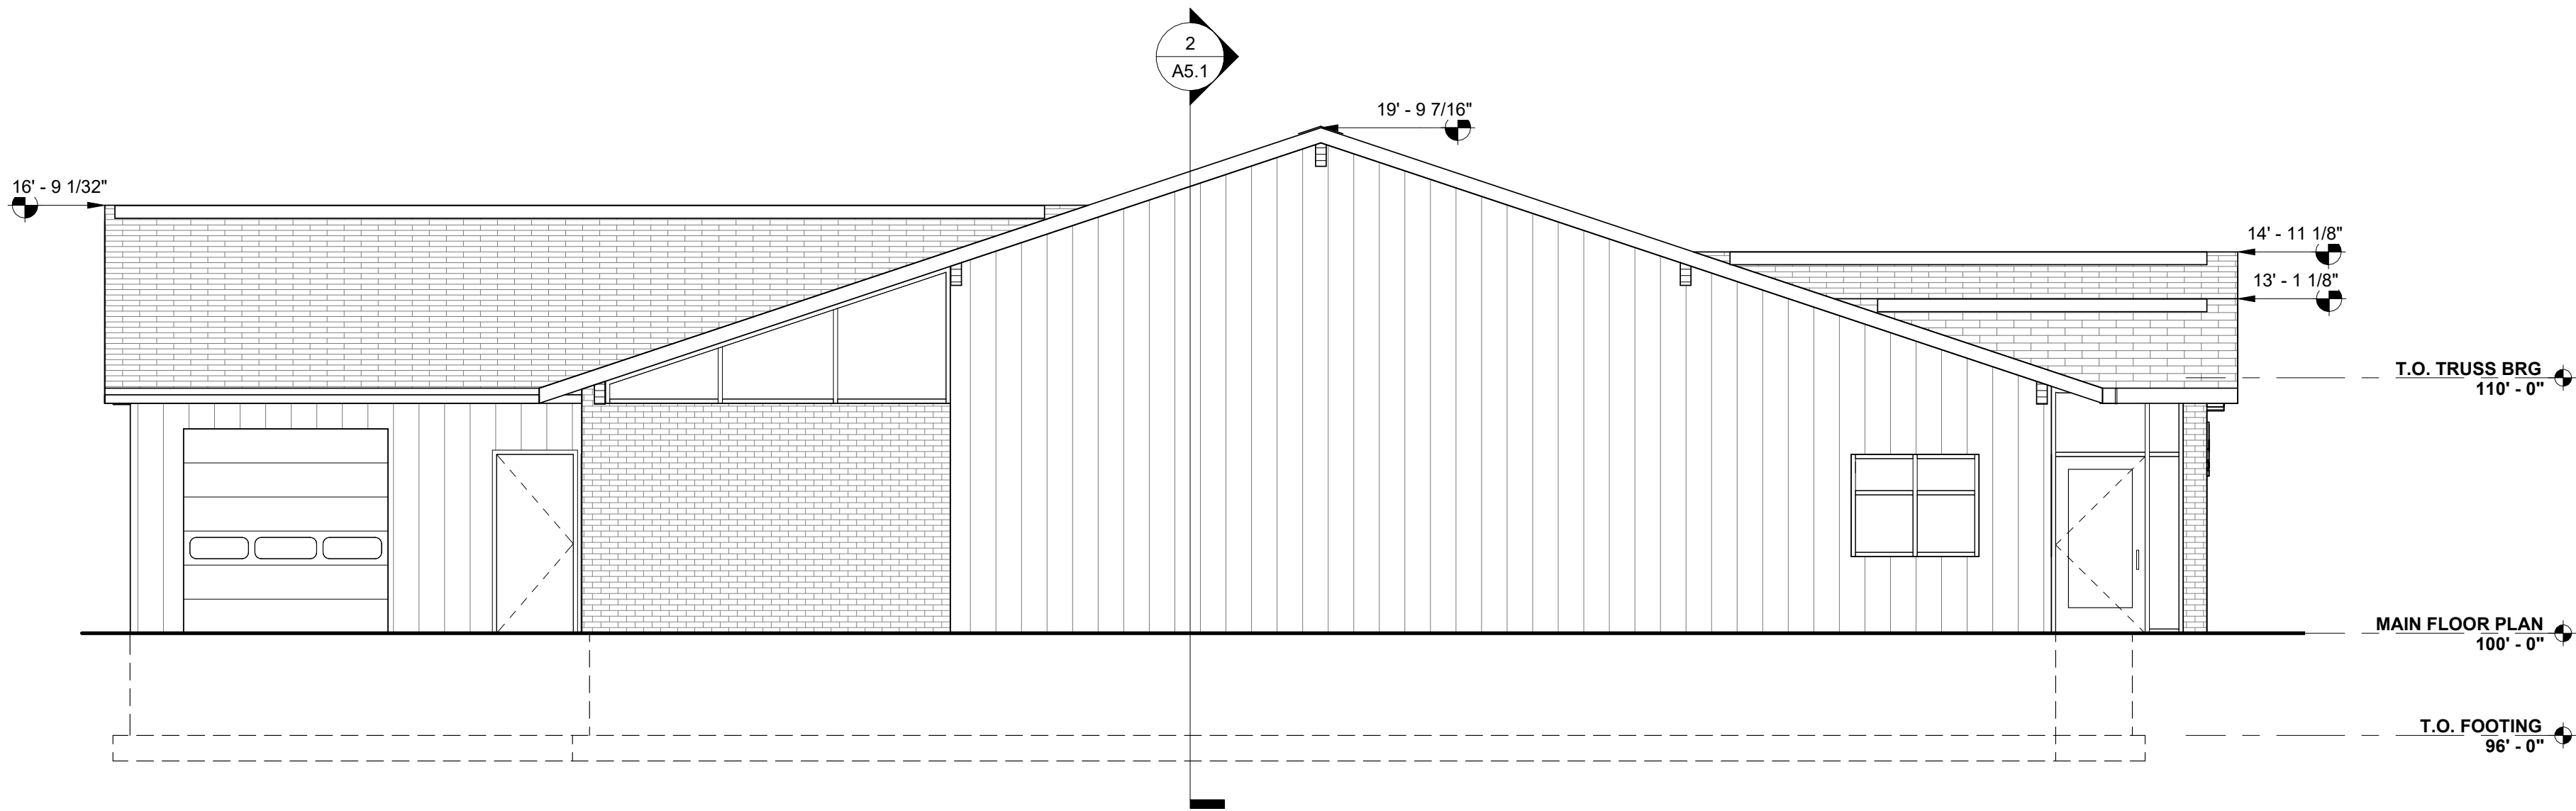 2
A5.1
19' - 9 7/16"
16' - 9 1/32"
14' - 11 1/8"
13' - 1 1/8"
T.O. TRUSS BRG
110' - 0"
MAIN FLOOR PLAN
100' - 0"
T.O. FOOTING
96' - 0"